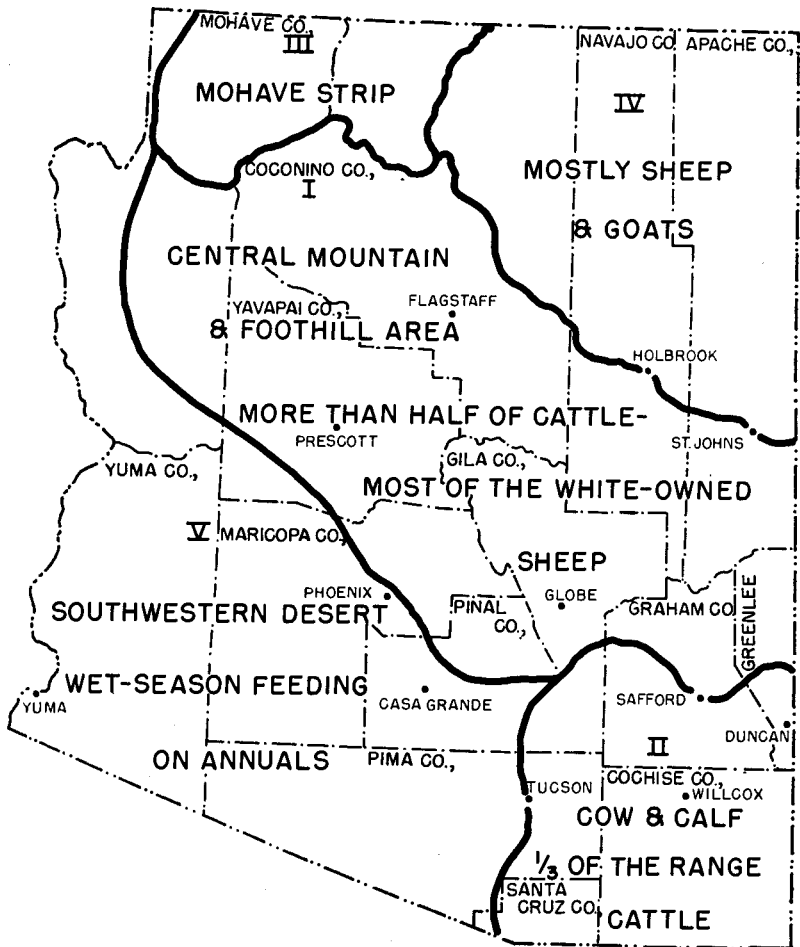 MOHAVE CO.,
III
MOHAVE STRIP
NAVAJO CO.
APACHE CO.,
IV
MOSTLY SHEEP
& GOATS
COCONINO CO.,
I
CENTRAL MOUNTAIN
YAVAPAI CO.,
FLAGSTAFF
& FOOTHILL AREA
HOLBROOK
MORE THAN HALF OF CATTLE-
PRESCOTT
ST. JOHNS
YUMA CO.,
GILA CO.,
MOST OF THE WHITE-OWNED
V
MARICOPA CO.,
SHEEP
PHOENIX
PINAL
CO.,
GLOBE
GRAHAM CO.
GREENLEE
SOUTHWESTERN DESERT
WET-SEASON FEEDING
YUMA
CASA GRANDE
SAFFORD
DUNCAN
ON ANNUALS
PIMA CO.,
II
COCHISE CO.,
TUCSON
WILLCOX
COW & CALF
1/3 OF THE RANGE
SANTA
CRUZ CO.
CATTLE